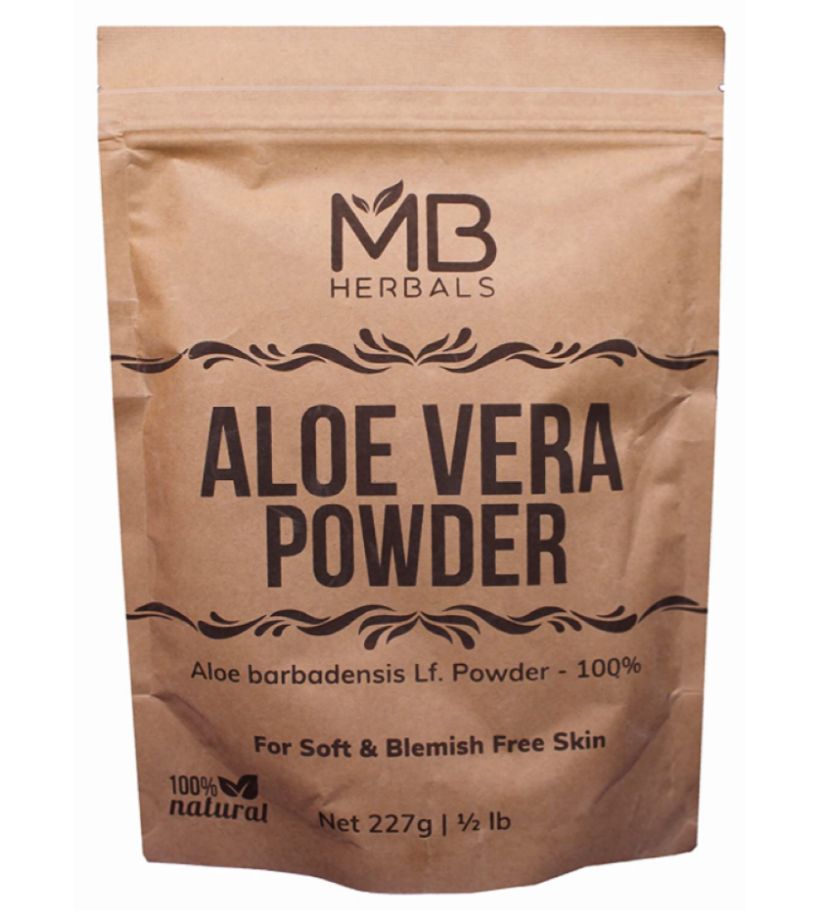 MB
HERBALS
ALOE VERA
POWDER
Aloe barbadensis Lf. Powder - 100%
For Soft & Blemish Free Skin
100%
natural
Net 227g | ½ lb